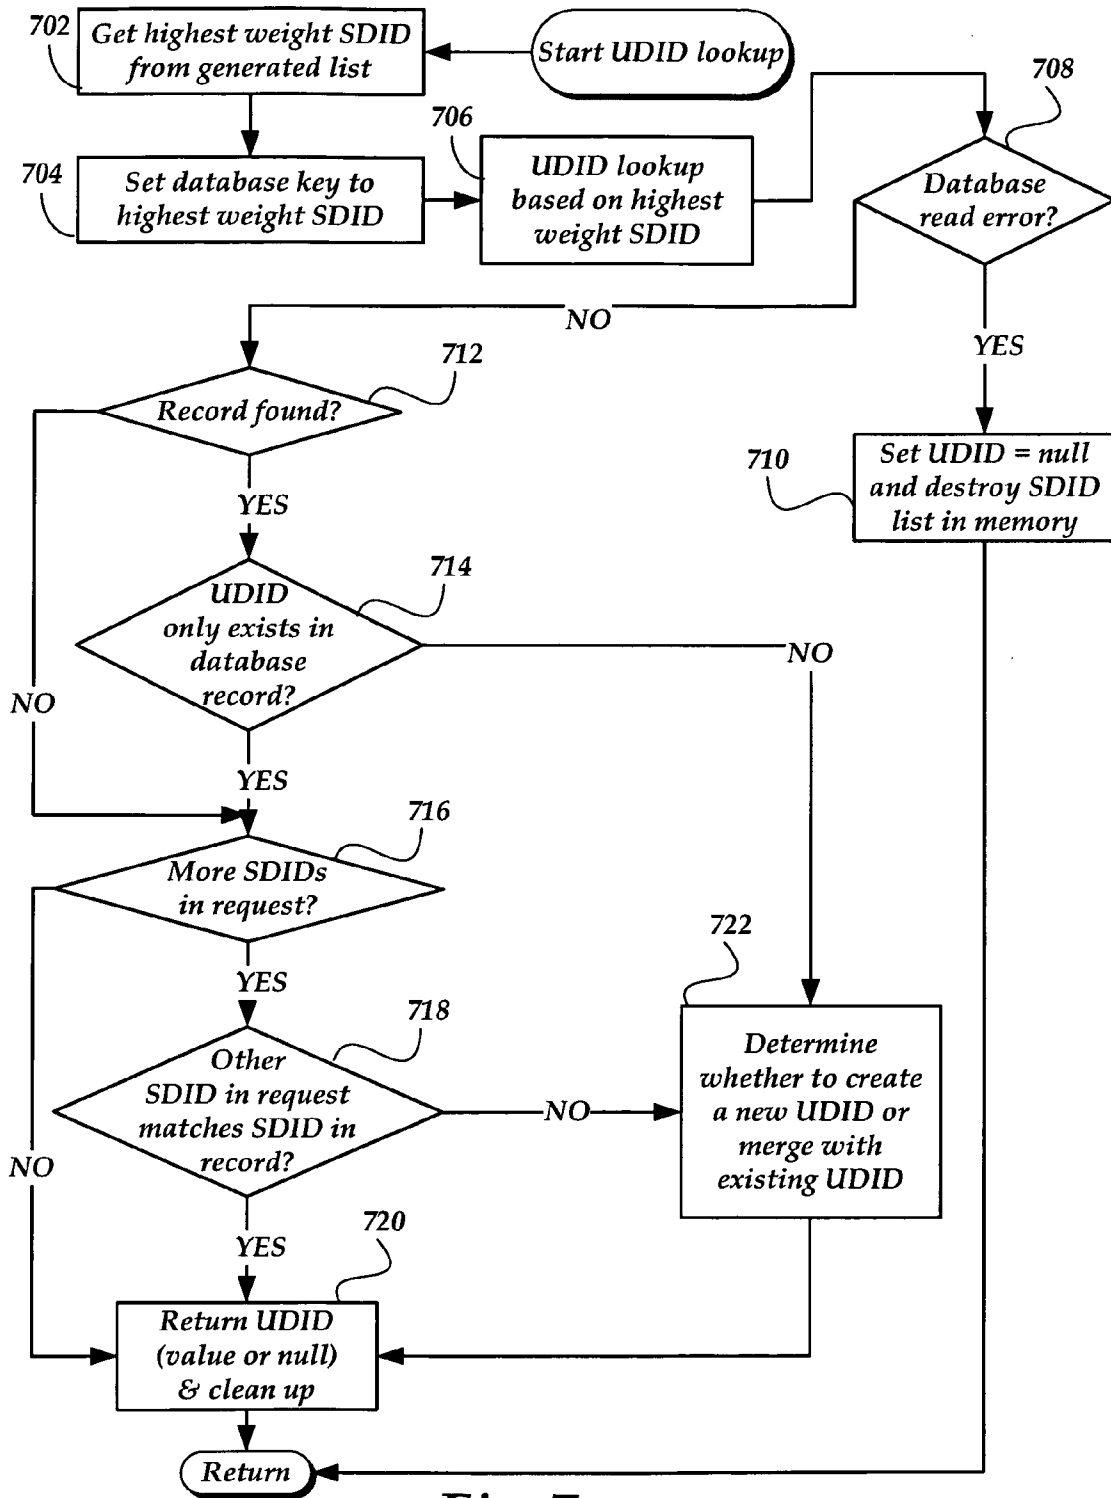 702
Get highest weight SDID
from generated list
Start UDID lookup
704
Set database key to
highest weight SDID
706
UDID lookup
based on highest
weight SDID
708
Database
read error?
NO
YES
710
Set UDID = null
and destroy SDID
list in memory
712
Record found?
YES
NO
714
UDID
only exists in
database
record?
NO
YES
716
More SDIDs
in request?
YES
NO
718
Other
SDID in request
matches SDID in
record?
NO
YES
722
Determine
whether to create
a new UDID or
merge with
existing UDID
720
Return UDID
(value or null)
& clean up
Return
Fig. 7